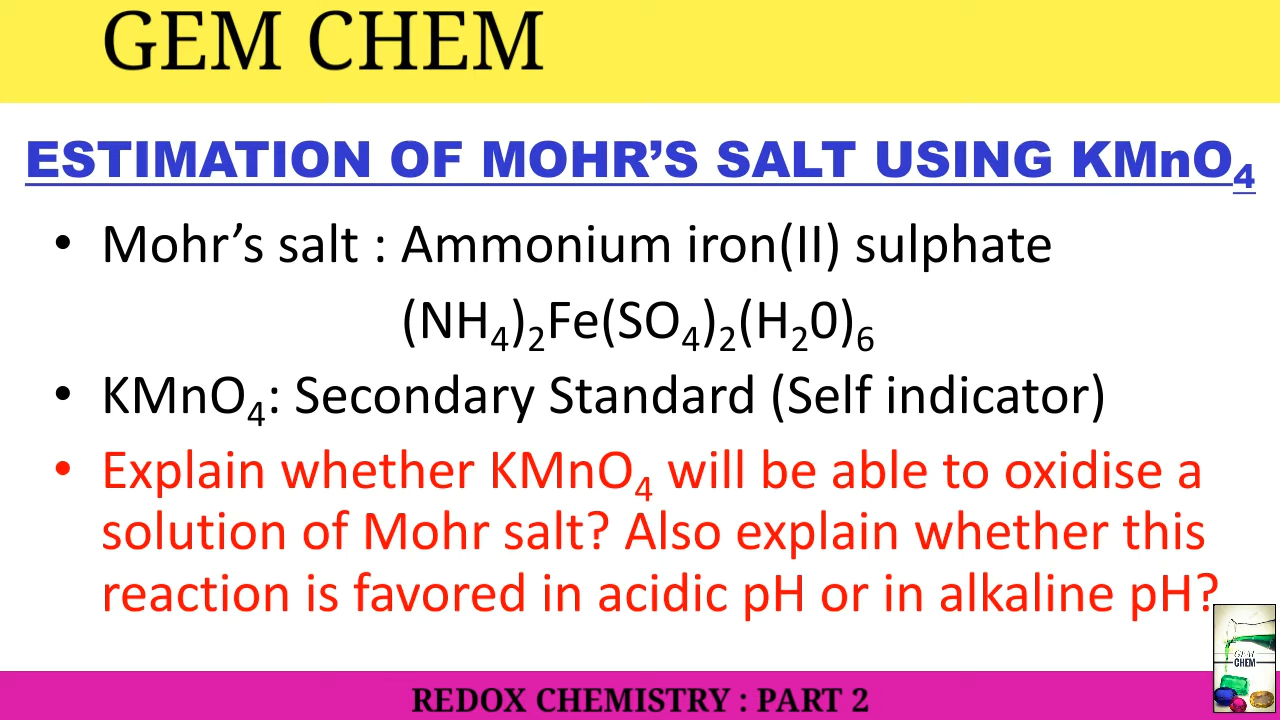 GEM CHEM
ESTIMATION OF MOHR’S SALT USING KMnO₄
• Mohr’s salt : Ammonium iron(II) sulphate
(NH₄)₂Fe(SO₄)₂(H₂0)₆
• KMnO₄: Secondary Standard (Self indicator)
• Explain whether KMnO₄ will be able to oxidise a
solution of Mohr salt? Also explain whether this
reaction is favored in acidic pH or in alkaline pH?
GEM
CHEM
REDOX CHEMISTRY : PART 2